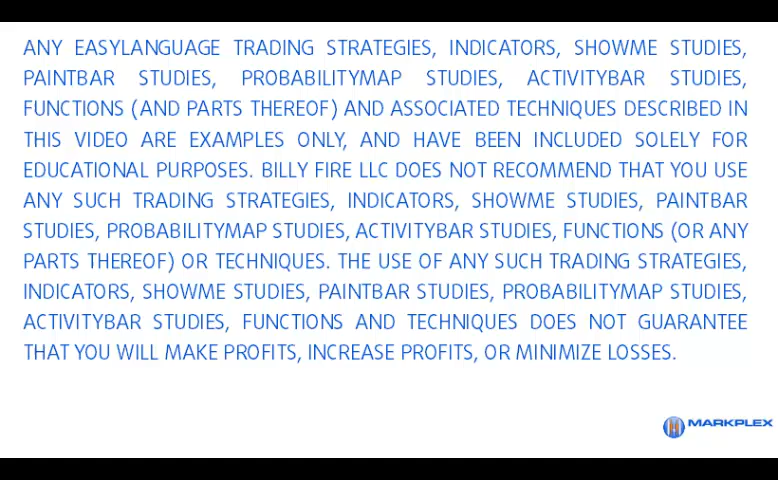 ANY EASYLANGUAGE TRADING STRATEGIES, INDICATORS, SHOWME STUDIES,
PAINTBAR STUDIES, PROBABILITYMAP STUDIES, ACTIVITYBAR STUDIES,
FUNCTIONS (AND PARTS THEREOF) AND ASSOCIATED TECHNIQUES DESCRIBED IN
THIS VIDEO ARE EXAMPLES ONLY, AND HAVE BEEN INCLUDED SOLELY FOR
EDUCATIONAL PURPOSES. BILLY FIRE LLC DOES NOT RECOMMEND THAT YOU USE
ANY SUCH TRADING STRATEGIES, INDICATORS, SHOWME STUDIES, PAINTBAR
STUDIES, PROBABILITYMAP STUDIES, ACTIVITYBAR STUDIES, FUNCTIONS (OR ANY
PARTS THEREOF) OR TECHNIQUES. THE USE OF ANY SUCH TRADING STRATEGIES,
INDICATORS, SHOWME STUDIES, PAINTBAR STUDIES, PROBABILITYMAP STUDIES,
ACTIVITYBAR STUDIES, FUNCTIONS AND TECHNIQUES DOES NOT GUARANTEE
THAT YOU WILL MAKE PROFITS, INCREASE PROFITS, OR MINIMIZE LOSSES.
MARKPLEX